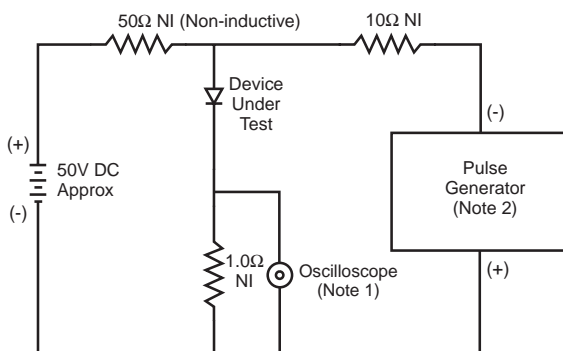 50Ω NI (Non-inductive)
10Ω NI
Device
Under
Test
(-)
(+)
50V DC
Approx
(-)
Pulse
Generator
(Note 2)
1.0Ω
NI
Oscilloscope
(Note 1)
(+)